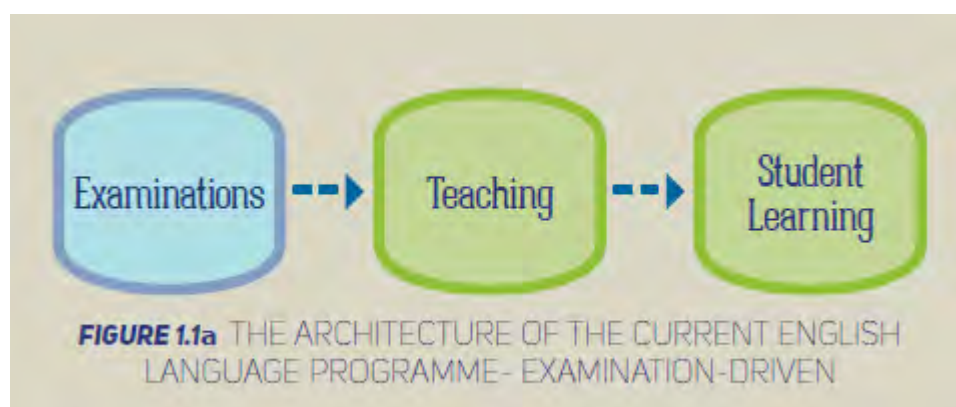 Examinations
Teaching
Student
Learning
FIGURE 1.1a THE ARCHITECTURE OF THE CURRENT ENGLISH
LANGUAGE PROGRAMME- EXAMINATION-DRIVEN